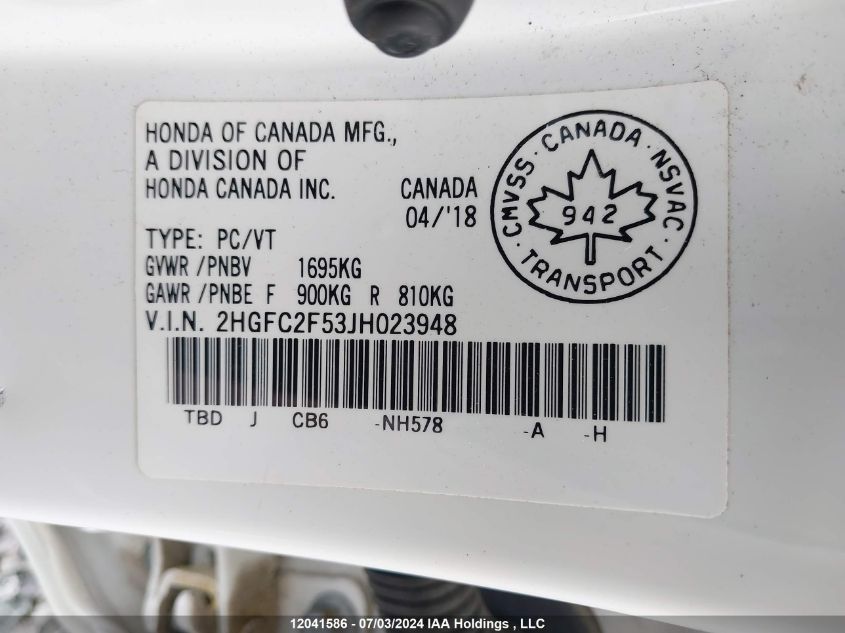 HONDA OF CANADA MFG.,
A DIVISION OF
HONDA CANADA INC. CANADA
04/'18
TYPE: PC/VT
GVWR /PNBV 1695KG
GAWR /PNBE F 900KG R 810KG
V.I.N. 2HGFC2F53JH023948
TBD J CB6 -NH578 -A -H
CMVSS · CANADA · NSVAC · TRANSPORT ·
942
12041586 - 07/03/2024 IAA Holdings , LLC